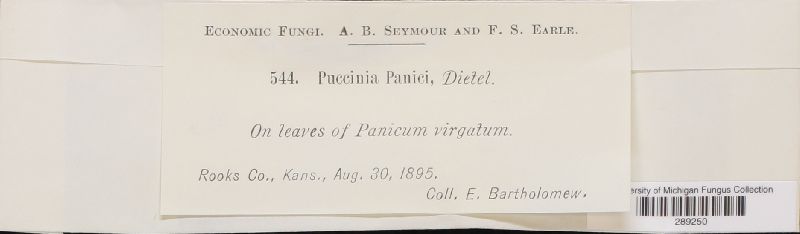 ECONOMIC FUNGI. A. B. SEYMOUR AND F. S. EARLE.
544. Puccinia Panici, Dietel.
On leaves of Panicum virgatum.
Rooks Co., Kans., Aug. 30, 1895.
Coll. E. Bartholomew.
ersity of Michigan Fungus Collection
289250